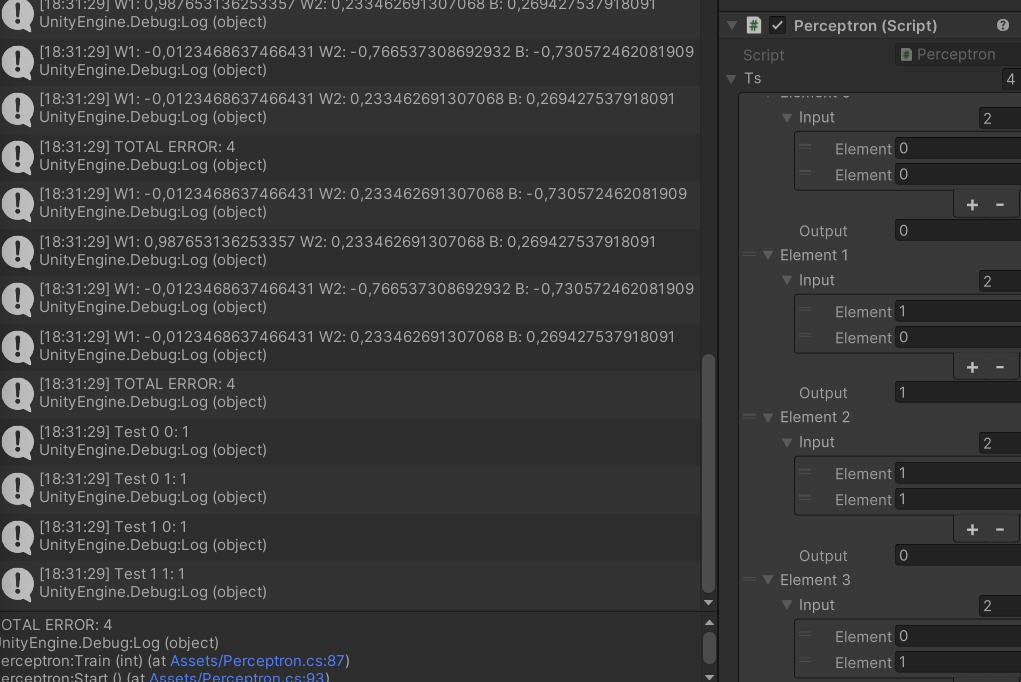 [18:31:29] W1: 0,987653136253357 W2: 0,233462691307068 B: 0,269427537918091
UnityEngine.Debug:Log (object)
[18:31:29] W1: -0,0123468637466431 W2: -0,766537308692932 B: -0,730572462081909
UnityEngine.Debug:Log (object)
[18:31:29] W1: -0,0123468637466431 W2: 0,233462691307068 B: 0,269427537918091
UnityEngine.Debug:Log (object)
[18:31:29] TOTAL ERROR: 4
UnityEngine.Debug:Log (object)
[18:31:29] W1: -0,0123468637466431 W2: 0,233462691307068 B: -0,730572462081909
UnityEngine.Debug:Log (object)
[18:31:29] W1: 0,987653136253357 W2: 0,233462691307068 B: 0,269427537918091
UnityEngine.Debug:Log (object)
[18:31:29] W1: -0,0123468637466431 W2: -0,766537308692932 B: -0,730572462081909
UnityEngine.Debug:Log (object)
[18:31:29] W1: -0,0123468637466431 W2: 0,233462691307068 B: 0,269427537918091
UnityEngine.Debug:Log (object)
[18:31:29] TOTAL ERROR: 4
UnityEngine.Debug:Log (object)
[18:31:29] Test 0 0: 1
UnityEngine.Debug:Log (object)
[18:31:29] Test 0 1: 1
UnityEngine.Debug:Log (object)
[18:31:29] Test 1 0: 1
UnityEngine.Debug:Log (object)
[18:31:29] Test 1 1: 1
UnityEngine.Debug:Log (object)
OTAL ERROR: 4
nityEngine.Debug:Log (object)
erceptron:Train (int) (at Assets/Perceptron.cs:87)
erceptron:Start () (at Assets/Perceptron.cs:93)
# Perceptron (Script)
Script # Perceptron
Ts 4
Input 2
Element 0
Element 0
+ -
Output 0
Element 1
Input 2
Element 1
Element 0
+ -
Output 1
Element 2
Input 2
Element 1
Element 1
+ -
Output 0
Element 3
Input 2
Element 0
Element 1